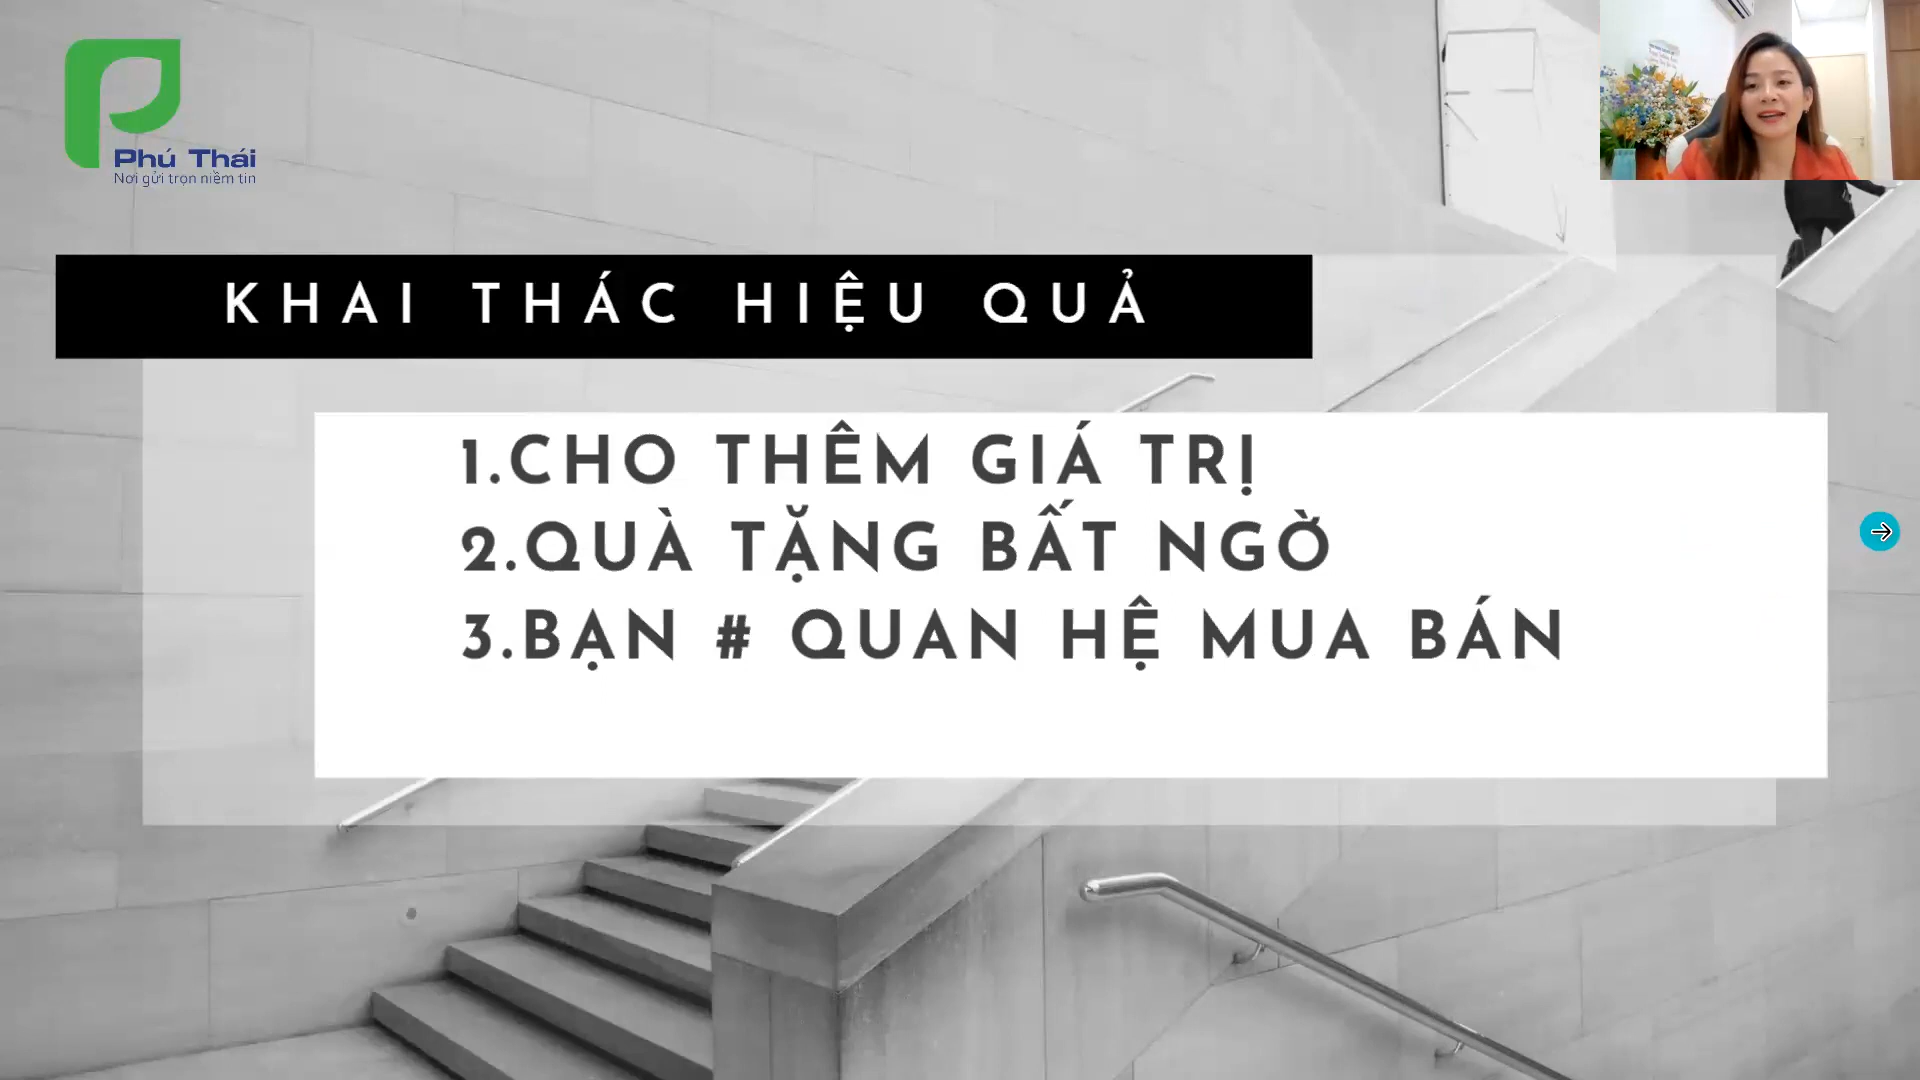 Phú Thái
Nơi gửi trọn niềm tin
KHAI THÁC HIỆU QUẢ
1.CHO THÊM GIÁ TRỊ
2.QUÀ TẶNG BẤT NGỜ
3.BẠN # QUAN HỆ MUA BÁN